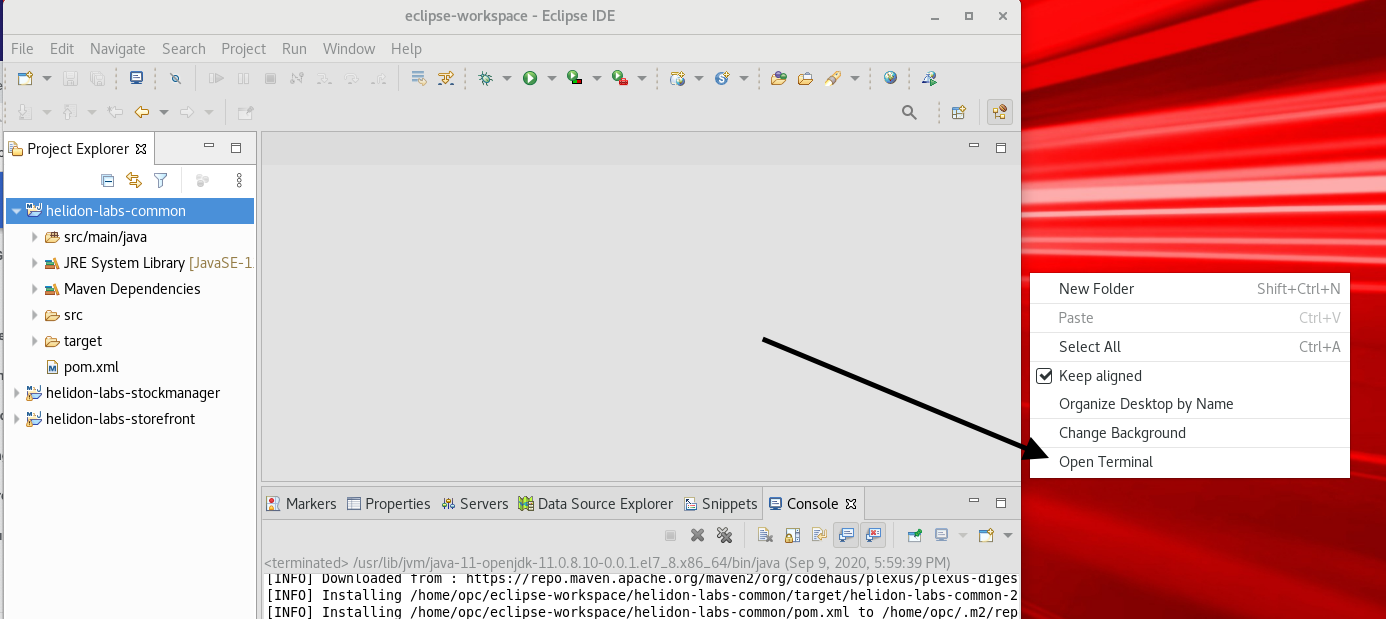 eclipse-workspace - Eclipse IDE
File Edit Navigate Search Project Run Window Help
Project Explorer
helidon-labs-common
src/main/java
JRE System Library [JavaSE-1
Maven Dependencies
src
target
pom.xml
helidon-labs-stockmanager
helidon-labs-storefront
New Folder Shift+Ctrl+N
Paste Ctrl+V
Select All Ctrl+A
Keep aligned
Organize Desktop by Name
Change Background
Open Terminal
Markers Properties Servers Data Source Explorer Snippets Console
<terminated> /usr/lib/jvm/java-11-openjdk-11.0.8.10-0.0.1.el7_8.x86_64/bin/java (Sep 9, 2020, 5:59:39 PM)
[INFO] Downloaded from : https://repo.maven.apache.org/maven2/org/codehaus/plexus/plexus-diges
[INFO] Installing /home/opc/eclipse-workspace/helidon-labs-common/target/helidon-labs-common-2
[INFO] Installing /home/opc/eclipse-workspace/helidon-labs-common/pom.xml to /home/opc/.m2/rep